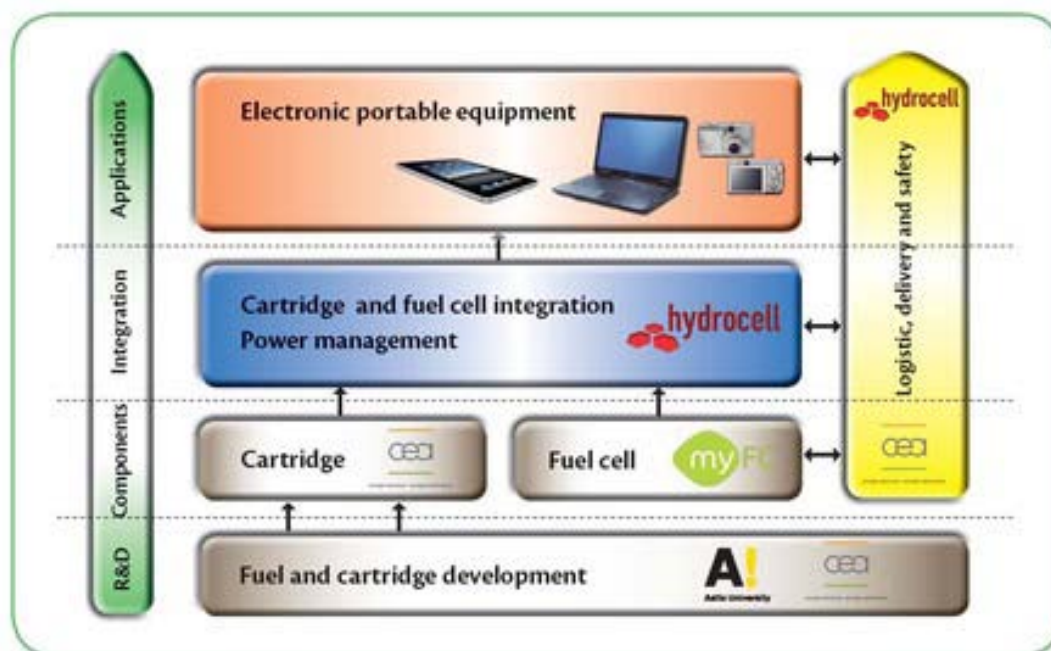 Applications
Electronic portable equipment
hydrocell
Logistic, delivery and safety
Integration
Cartridge and fuel cell integration
Power management
hydrocell
Components
Cartridge
cea
Fuel cell
myFC
cea
R&D
Fuel and cartridge development
A!
Aalto University
cea